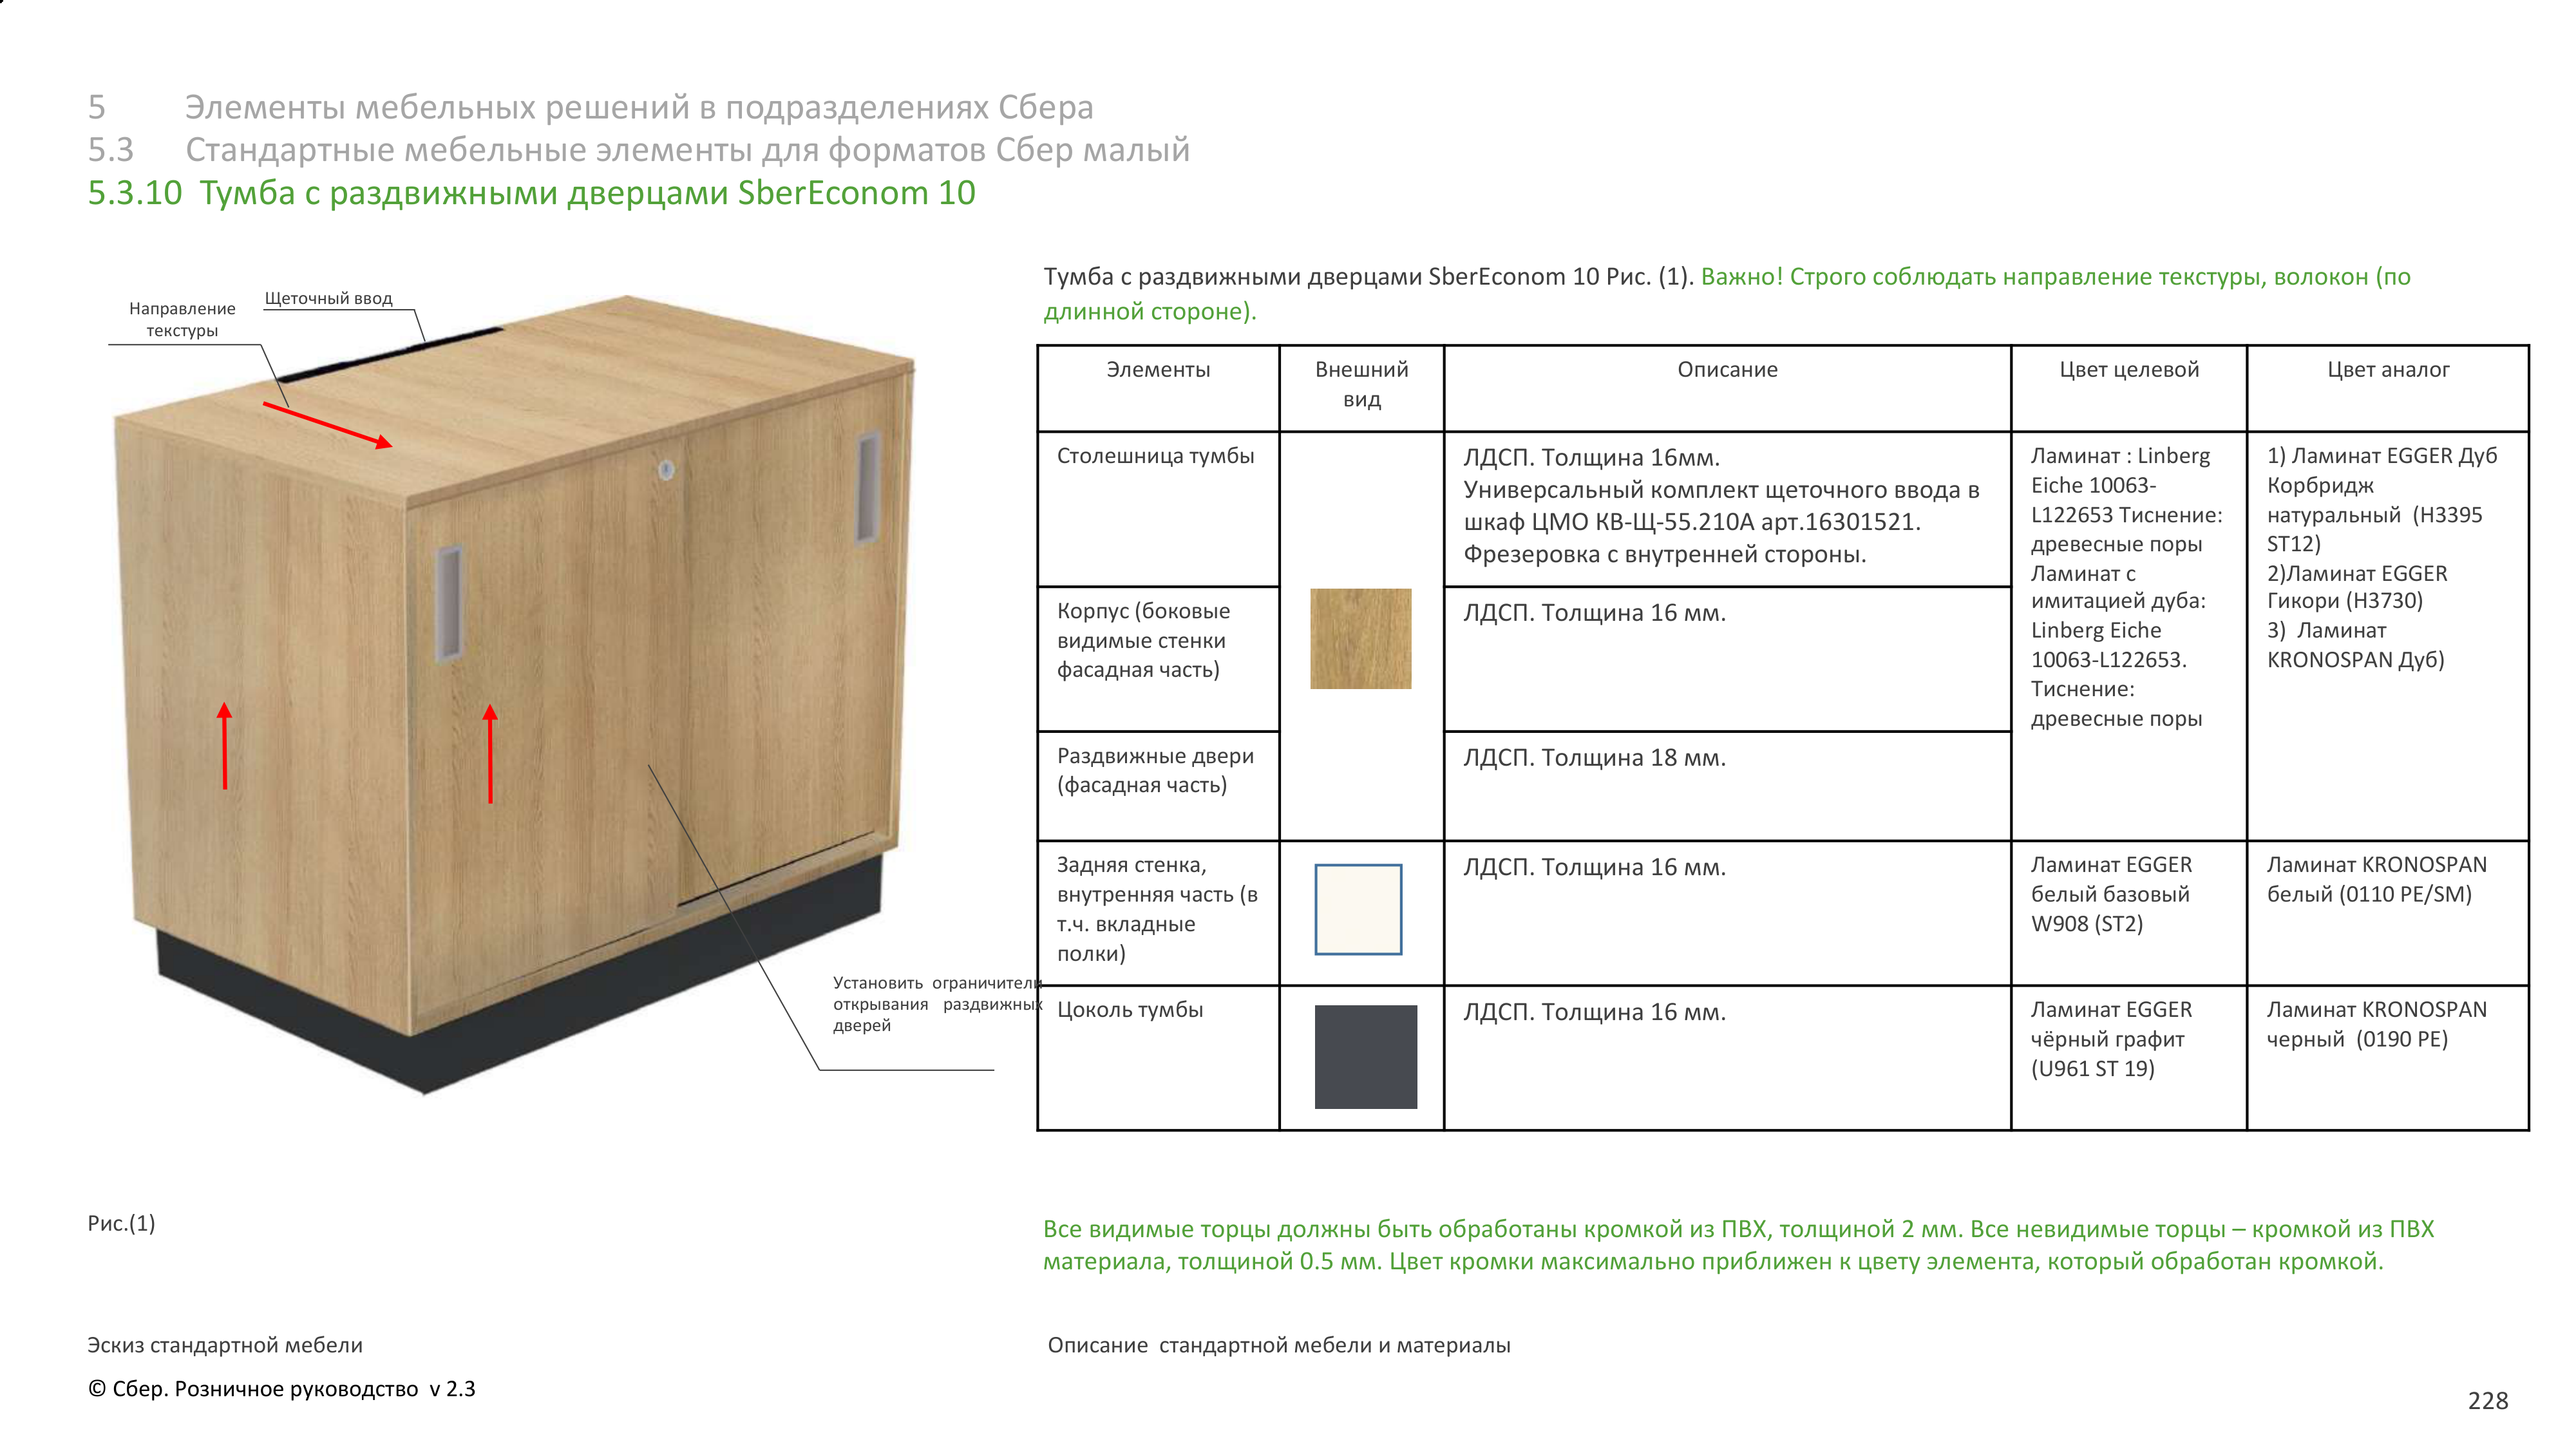 5 Элементы мебельных решений в подразделениях Сбера
5.3 Стандартные мебельные элементы для форматов Сбер малый
5.3.10 Тумба с раздвижными дверцами SberEconom 10
Направление
текстуры
Щеточный ввод
Установить ограничители
открывания раздвижных
дверей
Рис.(1)
Эскиз стандартной мебели
Тумба с раздвижными дверцами SberEconom 10 Рис. (1). Важно! Строго соблюдать направление текстуры, волокон (по
длинной стороне).
Элементы
Внешний
вид
Описание
Цвет целевой
Цвет аналог
Столешница тумбы
ЛДСП. Толщина 16мм.
Универсальный комплект щеточного ввода в
шкаф ЦМО КВ-Щ-55.210А арт.16301521.
Фрезеровка с внутренней стороны.
Ламинат : Linberg
Eiche 10063-
L122653 Тиснение:
древесные поры
Ламинат с
имитацией дуба:
Linberg Eiche
10063-L122653.
Тиснение:
древесные поры
1) Ламинат EGGER Дуб
Корбридж
натуральный (H3395
ST12)
2)Ламинат EGGER
Гикори (H3730)
3) Ламинат
KRONOSPAN Дуб)
Корпус (боковые
видимые стенки
фасадная часть)
ЛДСП. Толщина 16 мм.
Раздвижные двери
(фасадная часть)
ЛДСП. Толщина 18 мм.
Задняя стенка,
внутренняя часть (в
т.ч. вкладные
полки)
ЛДСП. Толщина 16 мм.
Ламинат EGGER
белый базовый
W908 (ST2)
Ламинат KRONOSPAN
белый (0110 PE/SM)
Цоколь тумбы
ЛДСП. Толщина 16 мм.
Ламинат EGGER
чёрный графит
(U961 ST 19)
Ламинат KRONOSPAN
черный (0190 PE)
Все видимые торцы должны быть обработаны кромкой из ПВХ, толщиной 2 мм. Все невидимые торцы – кромкой из ПВХ
материала, толщиной 0.5 мм. Цвет кромки максимально приближен к цвету элемента, который обработан кромкой.
Описание стандартной мебели и материалы
© Сбер. Розничное руководство v 2.3
228